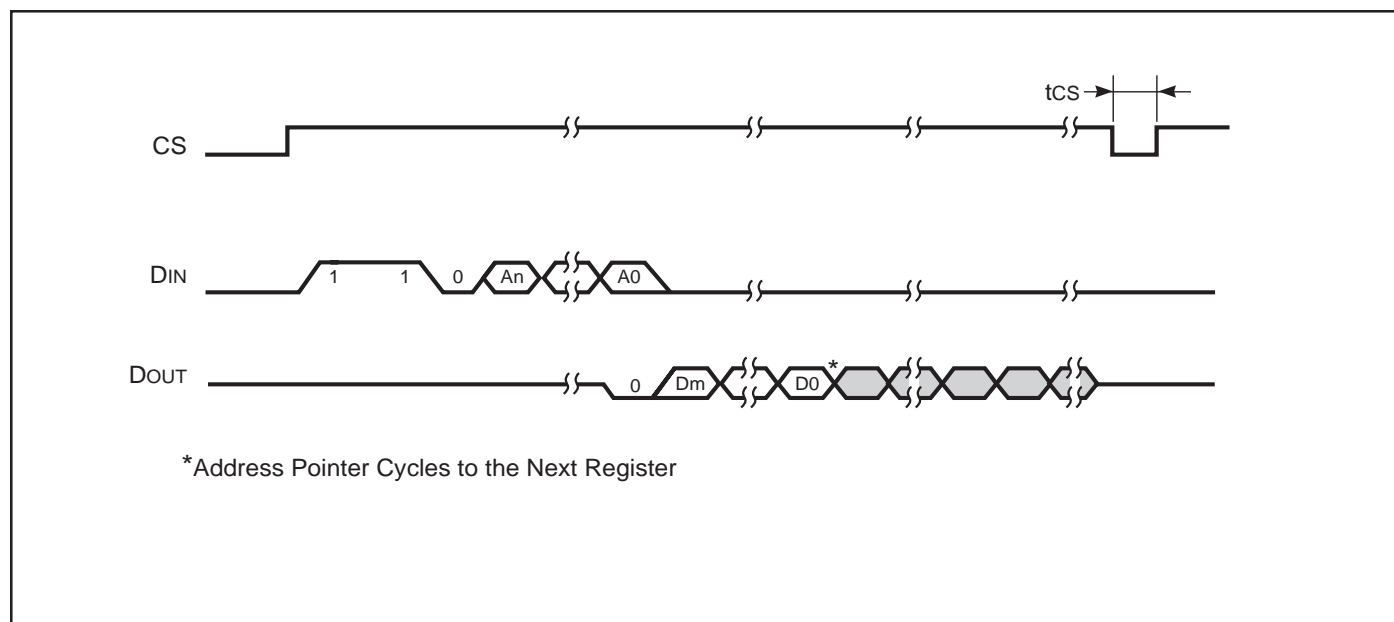 tCS
CS
DIN 1 1 0 An A0
DOUT 0 Dm D0 *
*Address Pointer Cycles to the Next Register